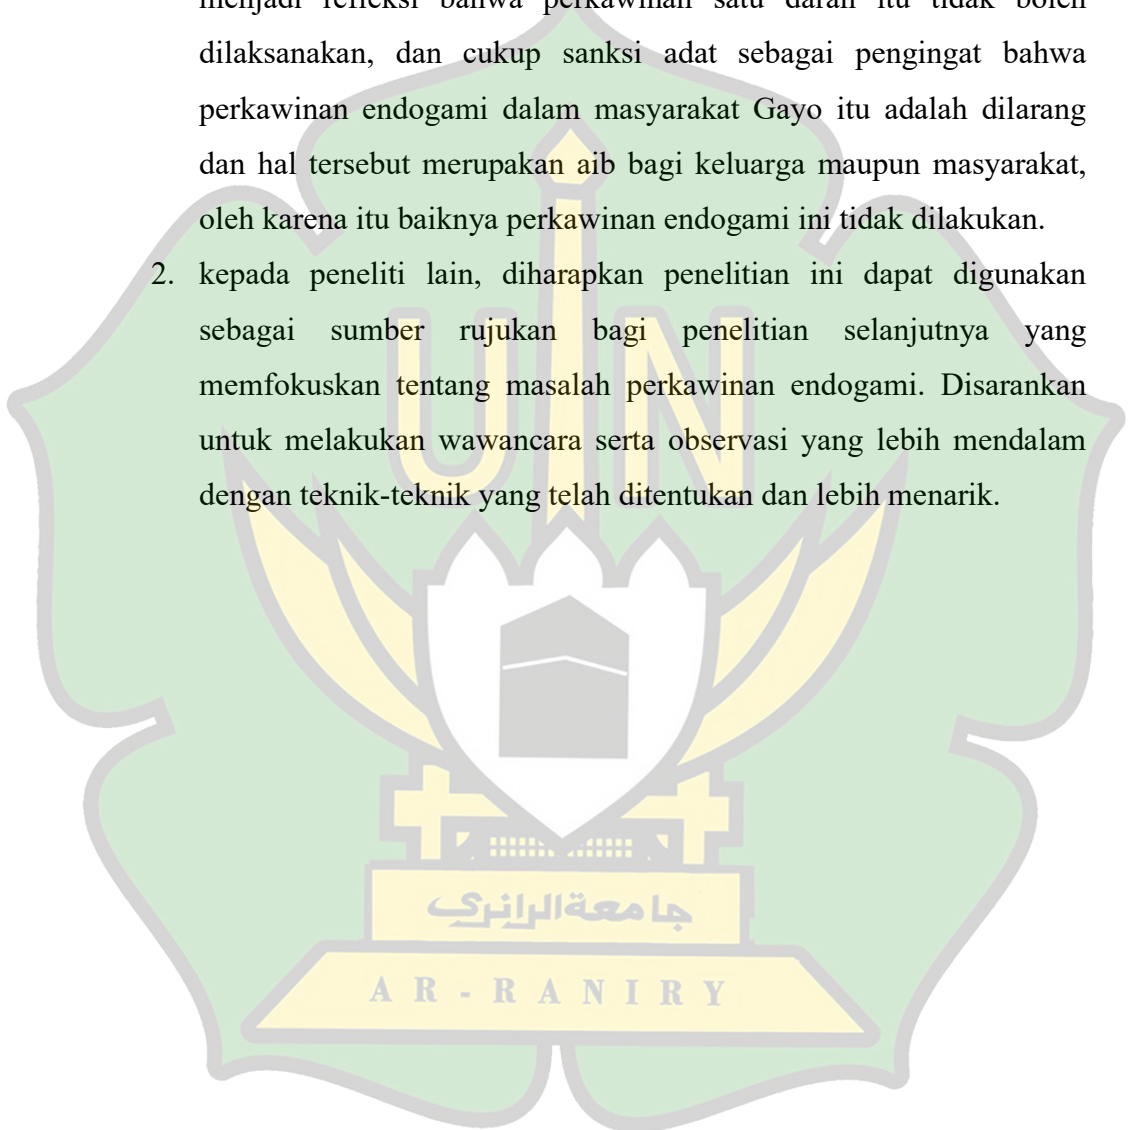 menjadi refleksi bahwa perkawinan satu darah itu tidak boleh
dilaksanakan, dan cukup sanksi adat sebagai pengingat bahwa
perkawinan endogami dalam masyarakat Gayo itu adalah dilarang
dan hal tersebut merupakan aib bagi keluarga maupun masyarakat,
oleh karena itu baiknya perkawinan endogami ini tidak dilakukan.
2. kepada peneliti lain, diharapkan penelitian ini dapat digunakan
sebagai sumber rujukan bagi penelitian selanjutnya yang
memfokuskan tentang masalah perkawinan endogami. Disarankan
untuk melakukan wawancara serta observasi yang lebih mendalam
dengan teknik-teknik yang telah ditentukan dan lebih menarik.
UIN
جامعة الرانري
AR-RANIRY